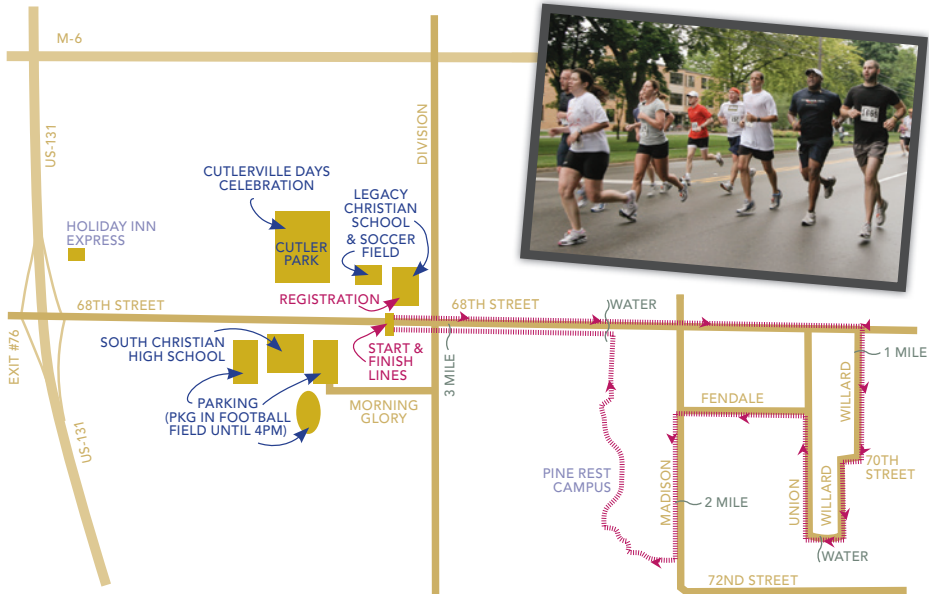 M-6
US-131
DIVISION
CUTLERVILLE DAYS
CELEBRATION
LEGACY
CHRISTIAN
SCHOOL
& SOCCER
FIELD
HOLIDAY INN
EXPRESS
CUTLER
PARK
REGISTRATION
68TH STREET
68TH STREET
WATER
EXIT #76
SOUTH CHRISTIAN
HIGH SCHOOL
START &
FINISH
LINES
3 MILE
1 MILE
WILLARD
PARKING
(PKG IN FOOTBALL
FIELD UNTIL 4PM)
MORNING
GLORY
FENDALE
US-131
PINE REST
CAMPUS
MADISON
2 MILE
UNION
WILLARD
70TH
STREET
WATER
72ND STREET